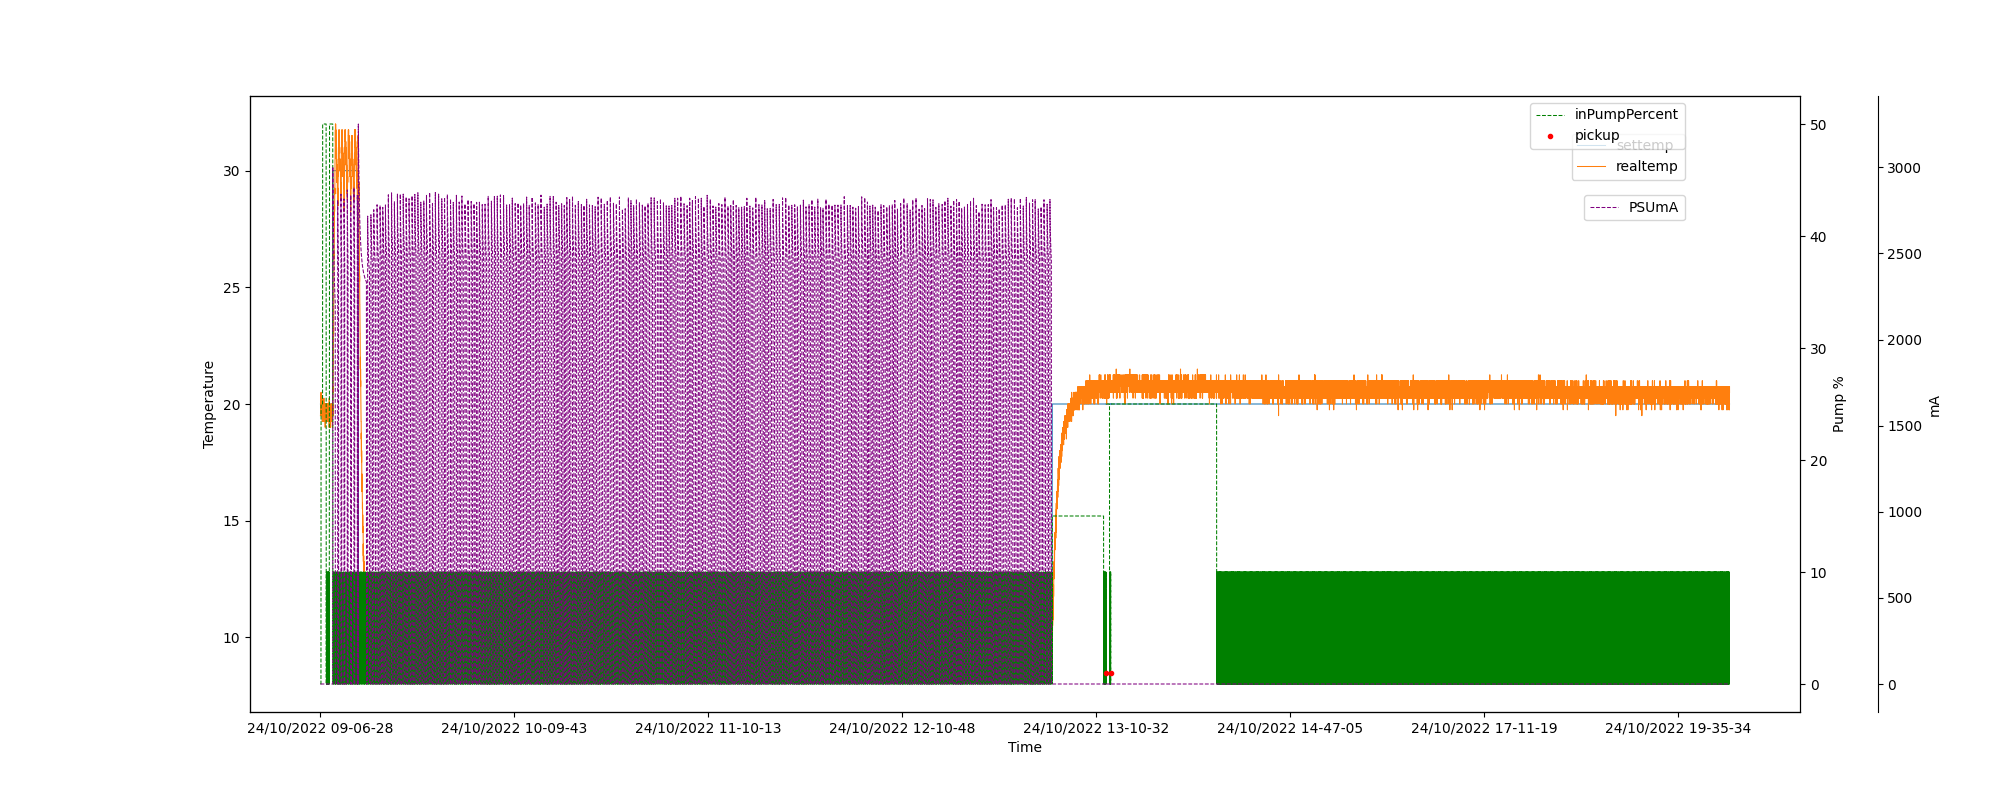 inPumpPercent
pickup
settemp
realtemp
PSUmA
Temperature
30
25
20
15
10
50
40
30
20
10
0
Pump %
3000
2500
2000
1500
1000
500
0
mA
24/10/2022 09-06-28
24/10/2022 10-09-43
24/10/2022 11-10-13
24/10/2022 12-10-48
24/10/2022 13-10-32
24/10/2022 14-47-05
24/10/2022 17-11-19
24/10/2022 19-35-34
Time